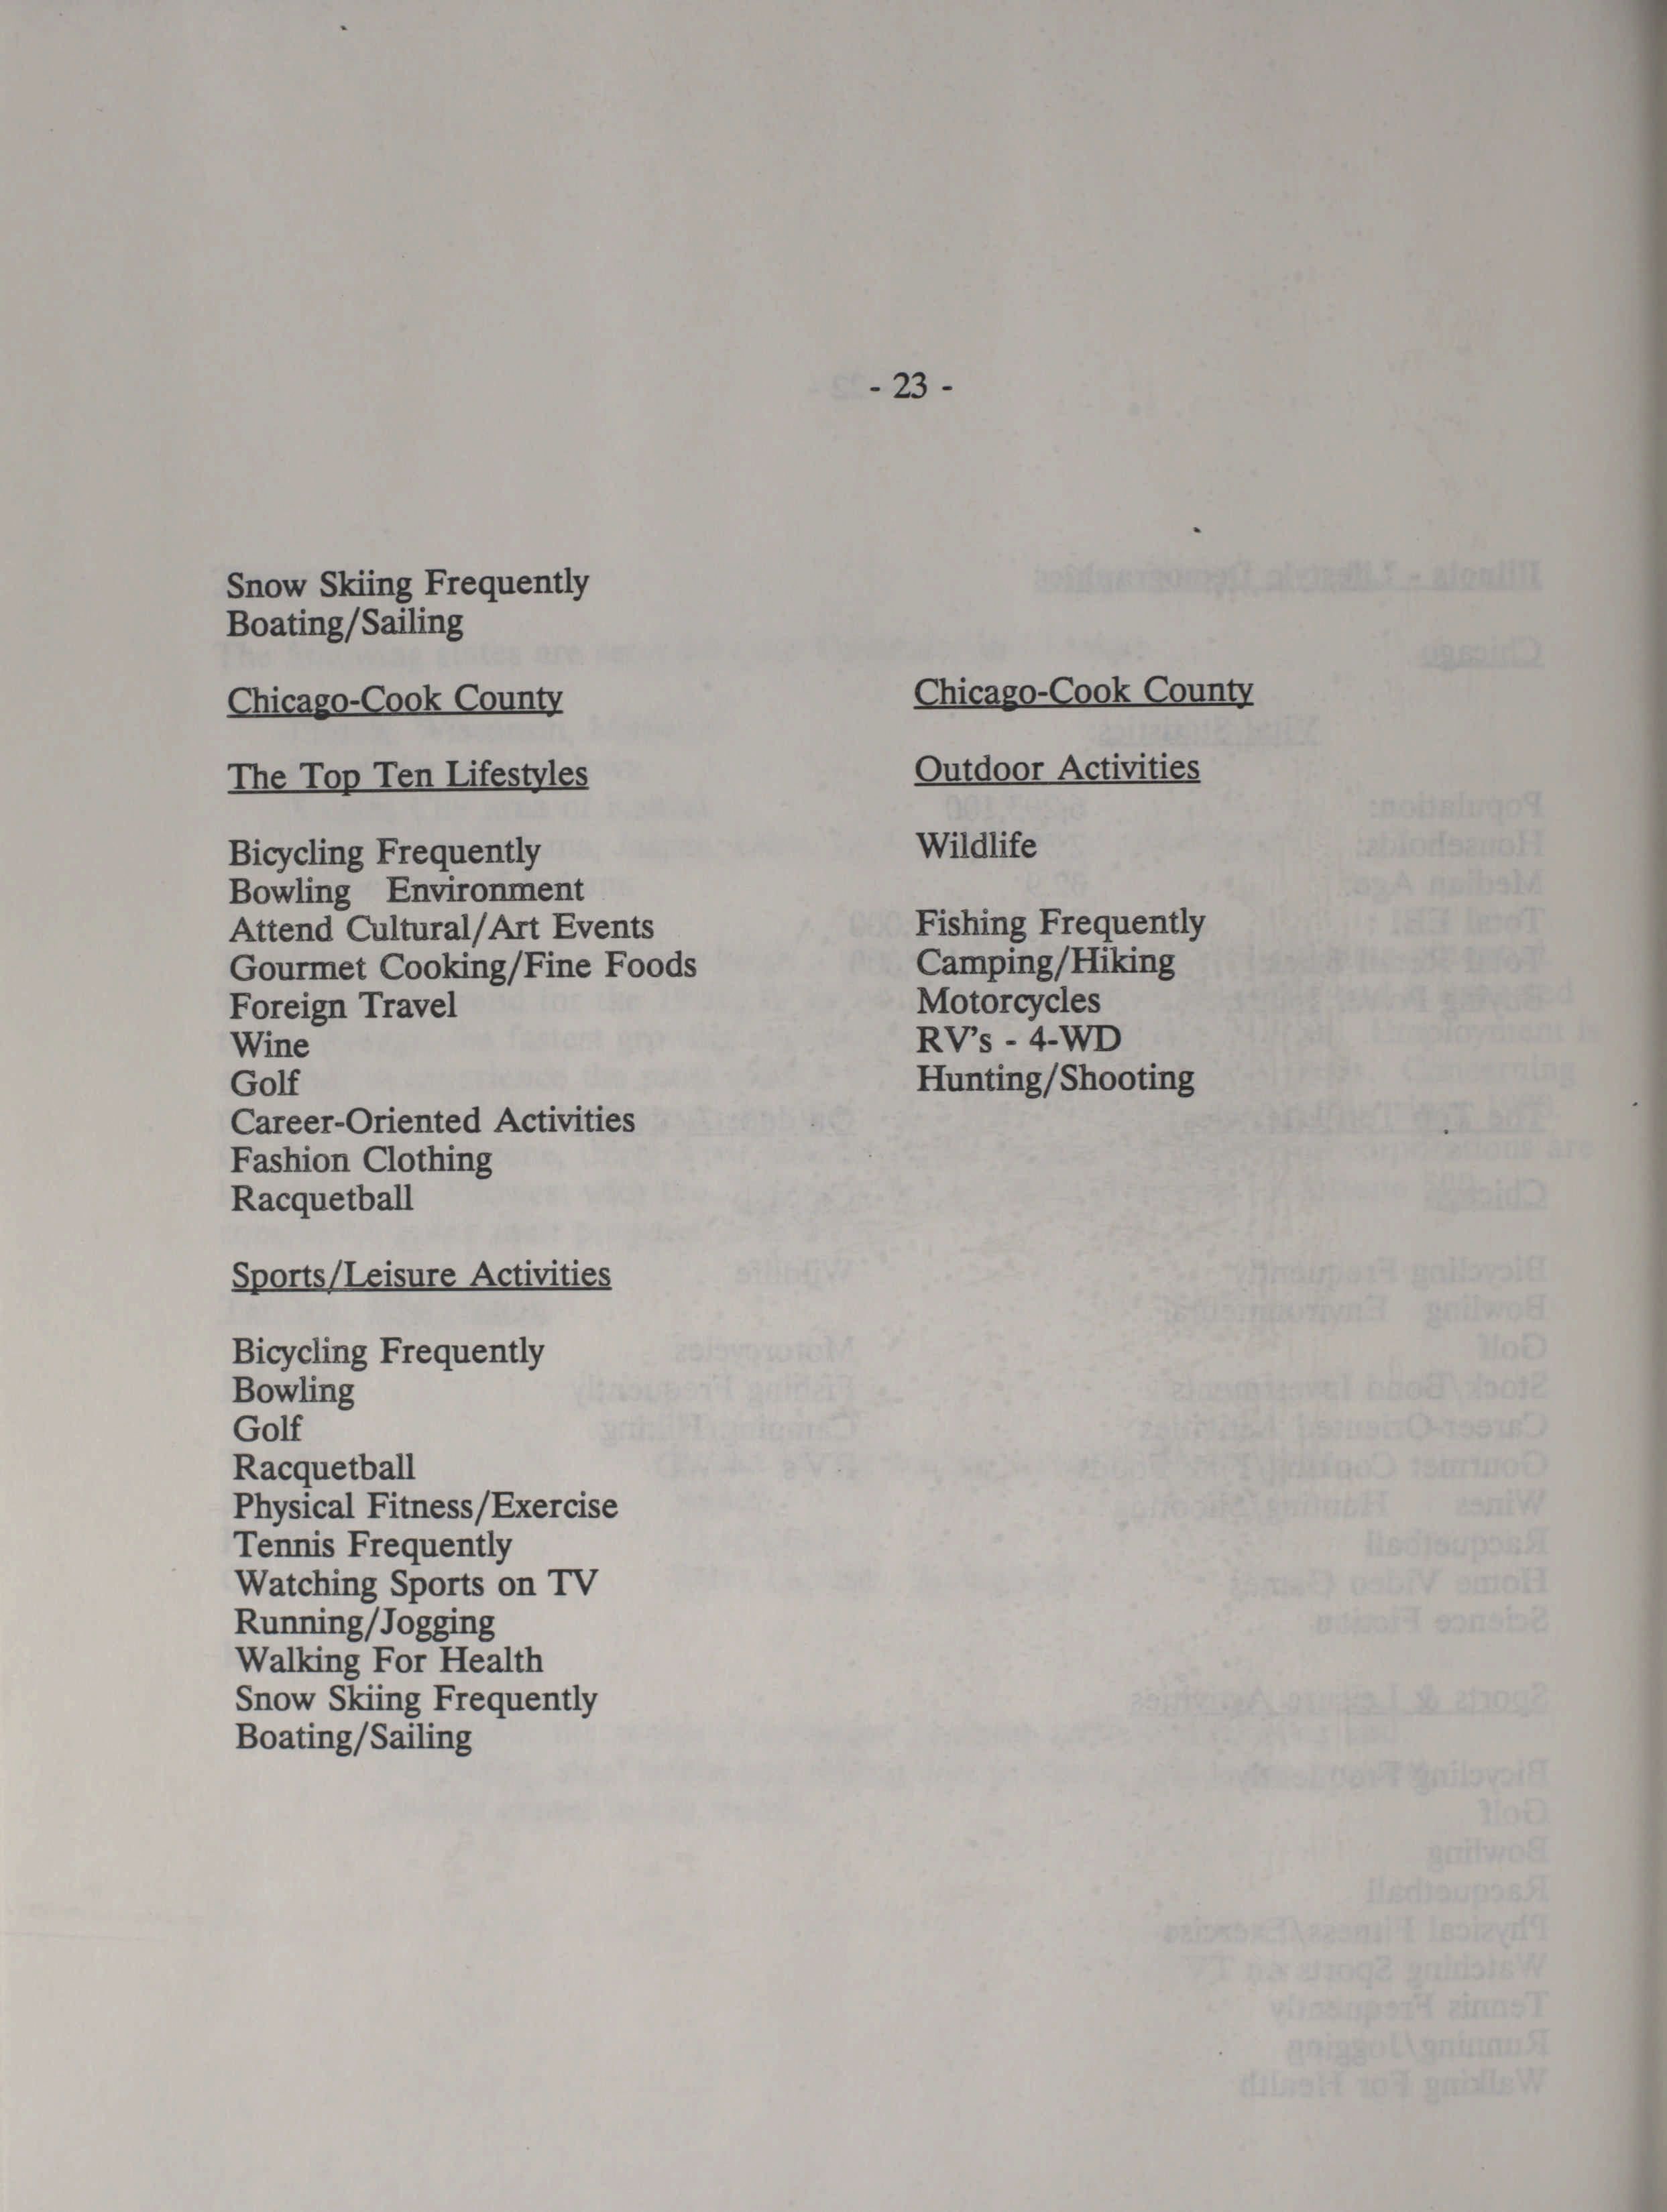 - 23 -
Snow Skiing Frequently
Boating/Sailing
Chicago-Cook County
The Top Ten Lifestyles
Bicycling Frequently
Bowling Environment
Attend Cultural/Art Events
Gourmet Cooking/Fine Foods
Foreign Travel
Wine
Golf
Career-Oriented Activities
Fashion Clothing
Racquetball
Sports/Leisure Activities
Bicycling Frequently
Bowling
Golf
Racquetball
Physical Fitness/Exercise
Tennis Frequently
Watching Sports on TV
Running/Jogging
Walking For Health
Snow Skiing Frequently
Boating/Sailing
Chicago-Cook County
Outdoor Activities
Wildlife
Fishing Frequently
Camping/Hiking
Motorcycles
RV's - 4-WD
Hunting/Shooting